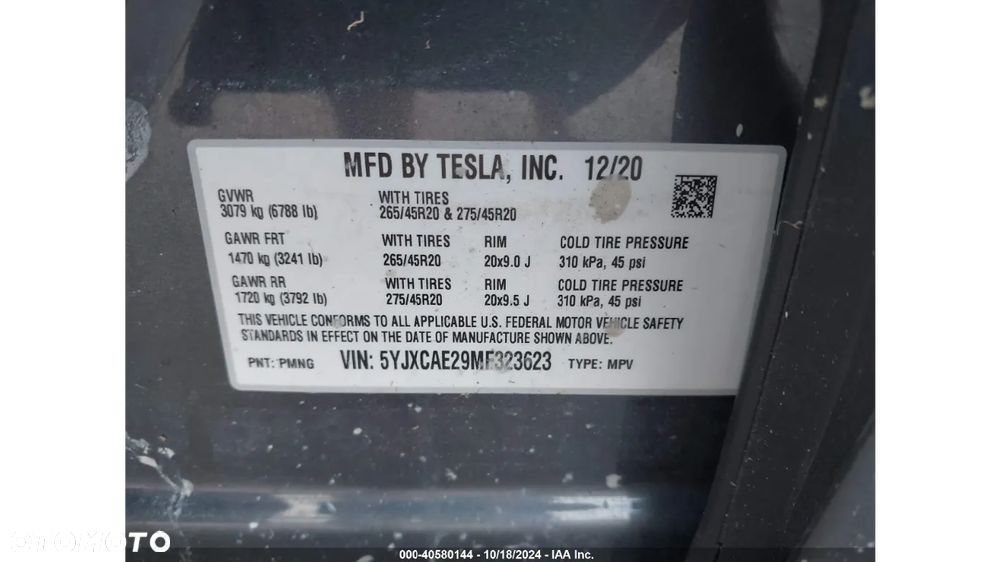 MFD BY TESLA, INC. 12/20
GVWR
3079 kg (6788 lb)
WITH TIRES
265/45R20 & 275/45R20
GAWR FRT
1470 kg (3241 lb)
WITH TIRES
265/45R20
RIM
20x9.0 J
COLD TIRE PRESSURE
310 kPa, 45 psi
GAWR RR
1720 kg (3792 lb)
WITH TIRES
275/45R20
RIM
20x9.5 J
COLD TIRE PRESSURE
310 kPa, 45 psi
THIS VEHICLE CONFORMS TO ALL APPLICABLE U.S. FEDERAL MOTOR VEHICLE SAFETY
STANDARDS IN EFFECT ON THE DATE OF MANUFACTURE SHOWN ABOVE.
PNT: PMNG VIN: 5YJXCAE29MF323623 TYPE: MPV
OTOMOTO
000-40580144 - 10/18/2024 - IAA Inc.